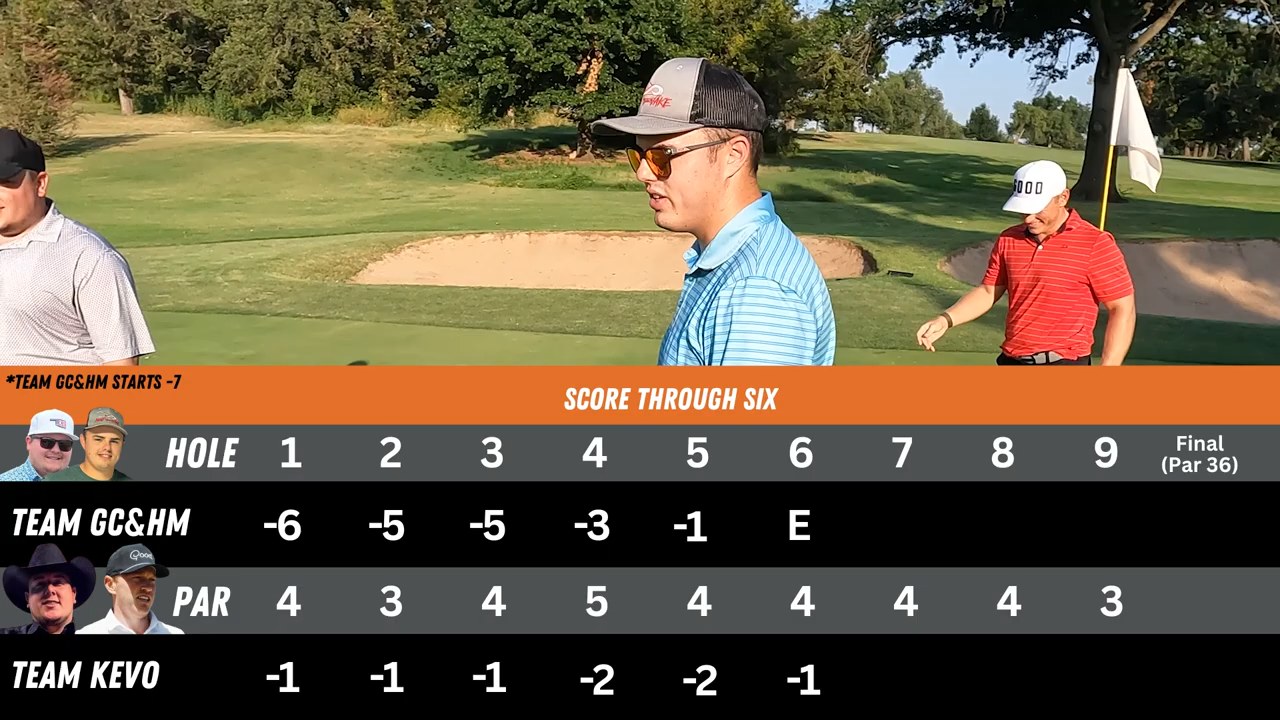 GOOD
*TEAM GC&HM STARTS -7
SCORE THROUGH SIX
HOLE 1 2 3 4 5 6 7 8 9 Final (Par 36)
TEAM GC&HM -6 -5 -5 -3 -1 E
PAR 4 3 4 5 4 4 4 4 3
TEAM KEVO -1 -1 -1 -2 -2 -1